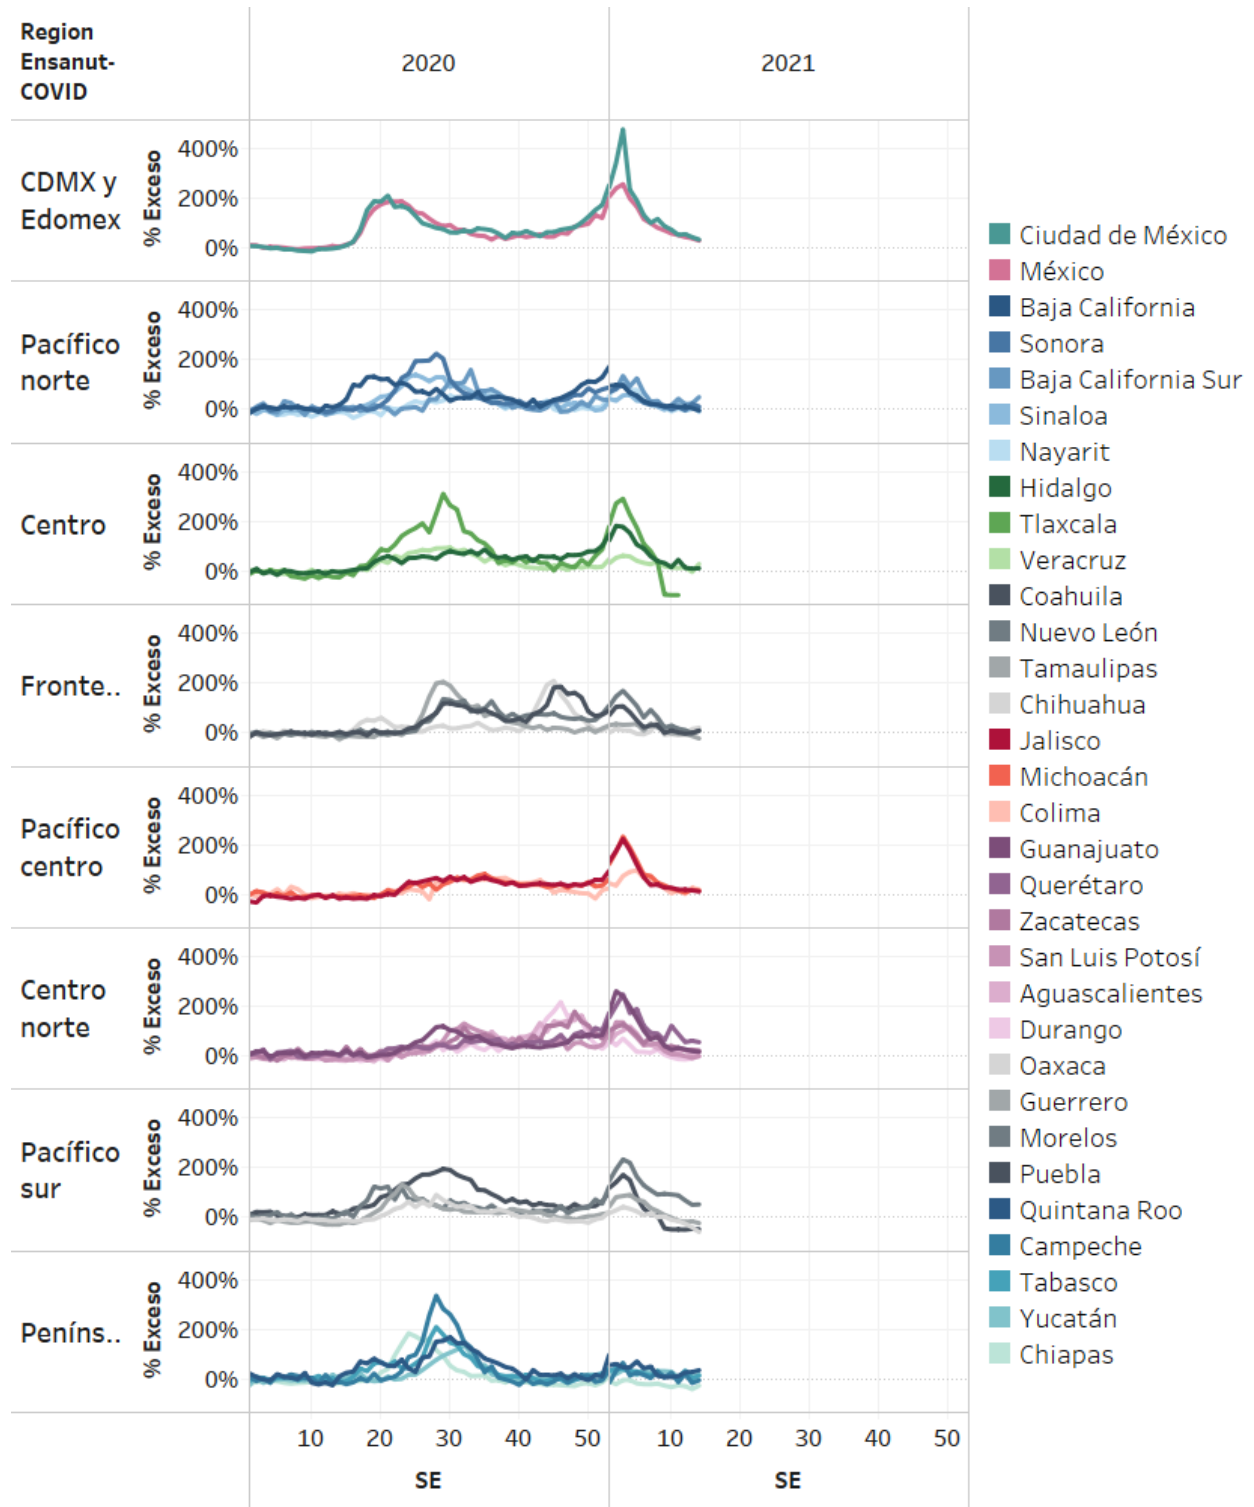 Region
Ensanut-
COVID
2020
2021
CDMX y
Edomex
% Exceso
400%
200%
0%
Pacífico
norte
% Exceso
400%
200%
0%
Centro
% Exceso
400%
200%
0%
Fronte..
% Exceso
400%
200%
0%
Pacífico
centro
% Exceso
400%
200%
0%
Centro
norte
% Exceso
400%
200%
0%
Pacífico
sur
% Exceso
400%
200%
0%
Peníns..
% Exceso
400%
200%
0%
10 20 30 40 50 10 20 30 40 50
SE SE
Ciudad de México
México
Baja California
Sonora
Baja California Sur
Sinaloa
Nayarit
Hidalgo
Tlaxcala
Veracruz
Coahuila
Nuevo León
Tamaulipas
Chihuahua
Jalisco
Michoacán
Colima
Guanajuato
Querétaro
Zacatecas
San Luis Potosí
Aguascalientes
Durango
Oaxaca
Guerrero
Morelos
Puebla
Quintana Roo
Campeche
Tabasco
Yucatán
Chiapas